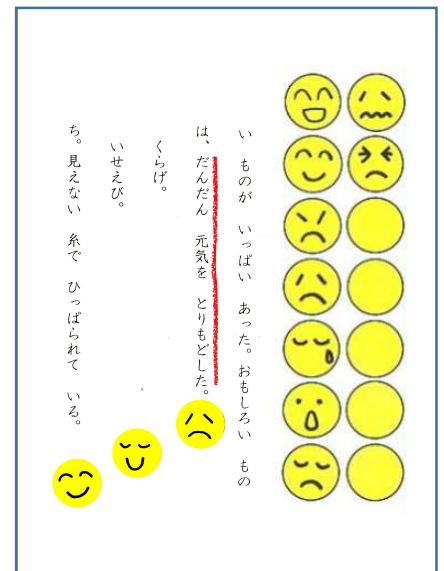 い ものが いっぱい あった。おもしろい もの
は、だんだん 元気を とりもどした。
くらげ。
いせえび。
ち。見えない 糸で ひっぱられて いる。